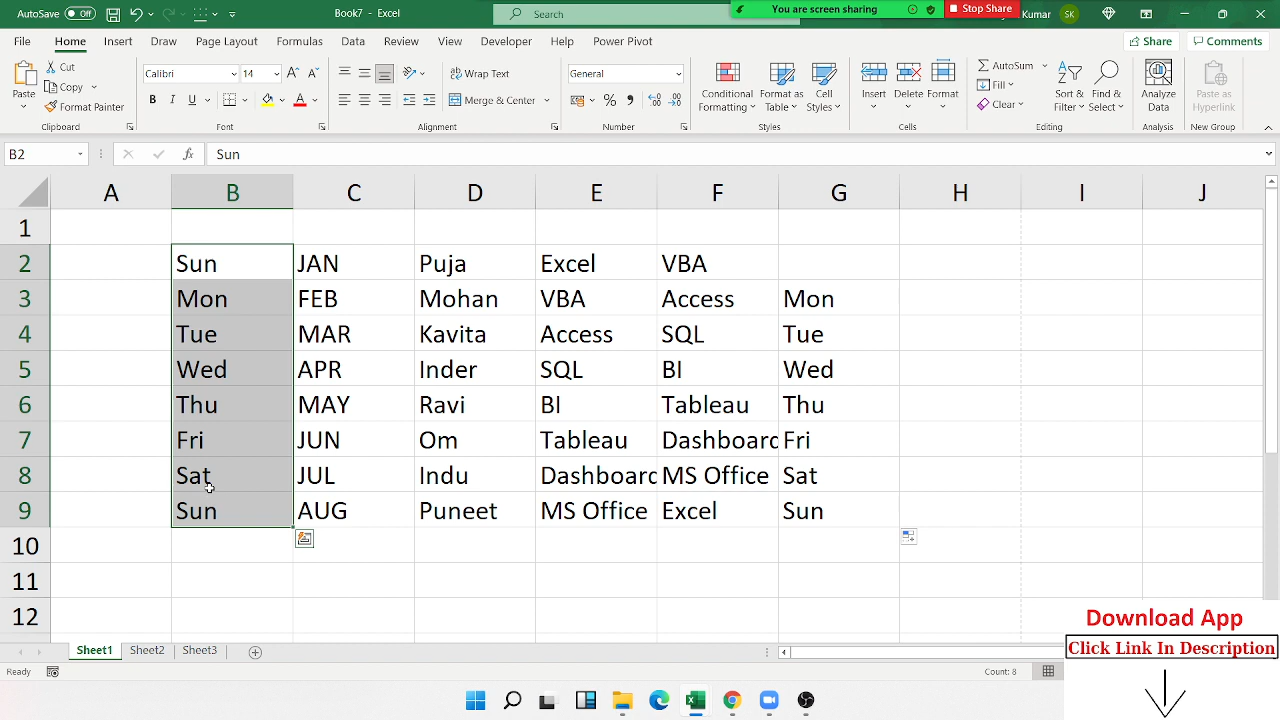 AutoSave Off Book7 - Excel Search You are screen sharing Stop Share Kumar SK
File Home Insert Draw Page Layout Formulas Data Review View Developer Help Power Pivot Share Comments
Paste Cut Copy Format Painter Clipboard
Calibri 14 B I U A Font
Wrap Text Merge & Center Alignment
General % Number
Conditional Formatting Format as Table Cell Styles Styles
Insert Delete Format Cells
AutoSum Fill Clear Sort & Filter Find & Select Editing
Analyze Data Analysis
Paste as Hyperlink New Group
B2 fx Sun
A B C D E F G H I J
1
2 Sun JAN Puja Excel VBA
3 Mon FEB Mohan VBA Access Mon
4 Tue MAR Kavita Access SQL Tue
5 Wed APR Inder SQL BI Wed
6 Thu MAY Ravi BI Tableau Thu
7 Fri JUN Om Tableau Dashboard Fri
8 Sat JUL Indu Dashboard MS Office Sat
9 Sun AUG Puneet MS Office Excel Sun
10
11
12
Download App
Click Link In Description
Sheet1 Sheet2 Sheet3
Ready Count: 8